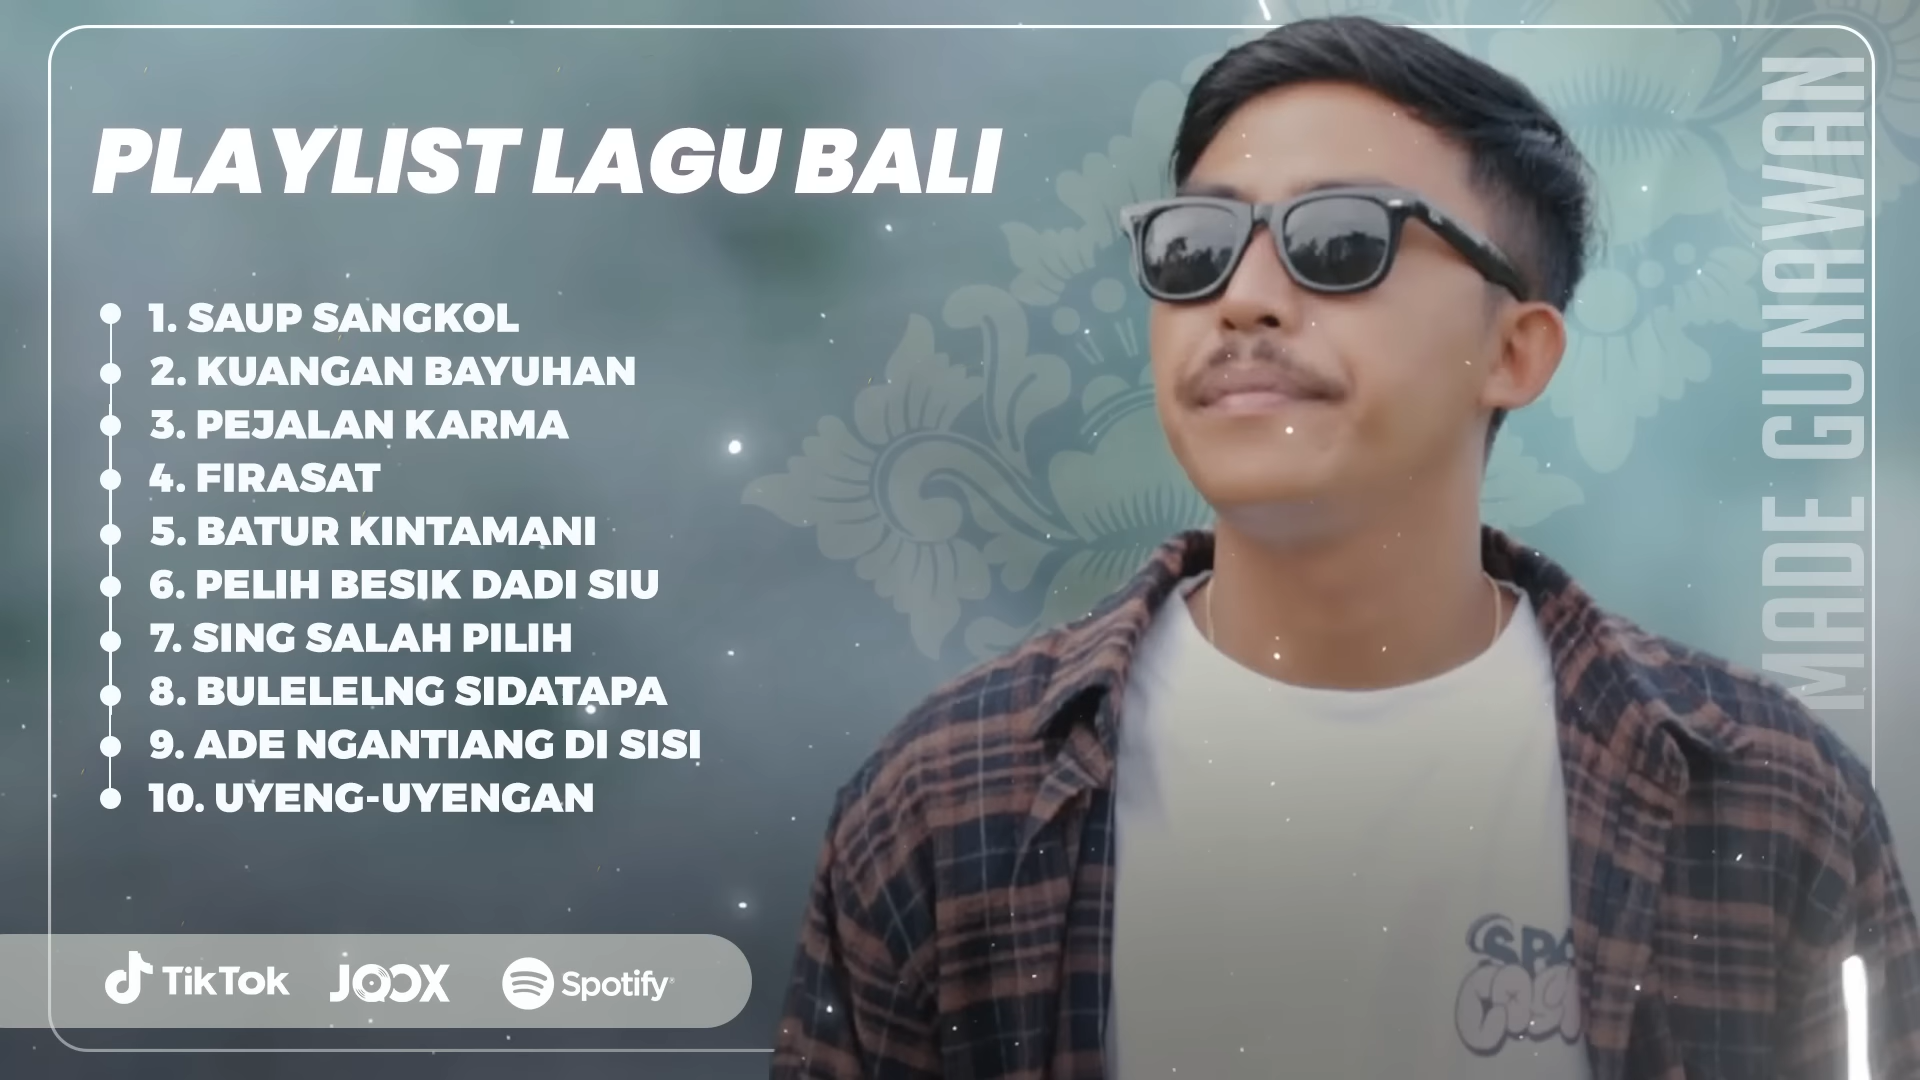 PLAYLIST LAGU BALI
1. SAUP SANGKOL
2. KUANGAN BAYUHAN
3. PEJALAN KARMA
4. FIRASAT
5. BATUR KINTAMANI
6. PELIH BESIK DADI SIU
7. SING SALAH PILIH
8. BULELELNG SIDATAPA
9. ADE NGANTIANG DI SISI
10. UYENG-UYENGAN
TikTok JOOX Spotify
MADE GUNAWAN